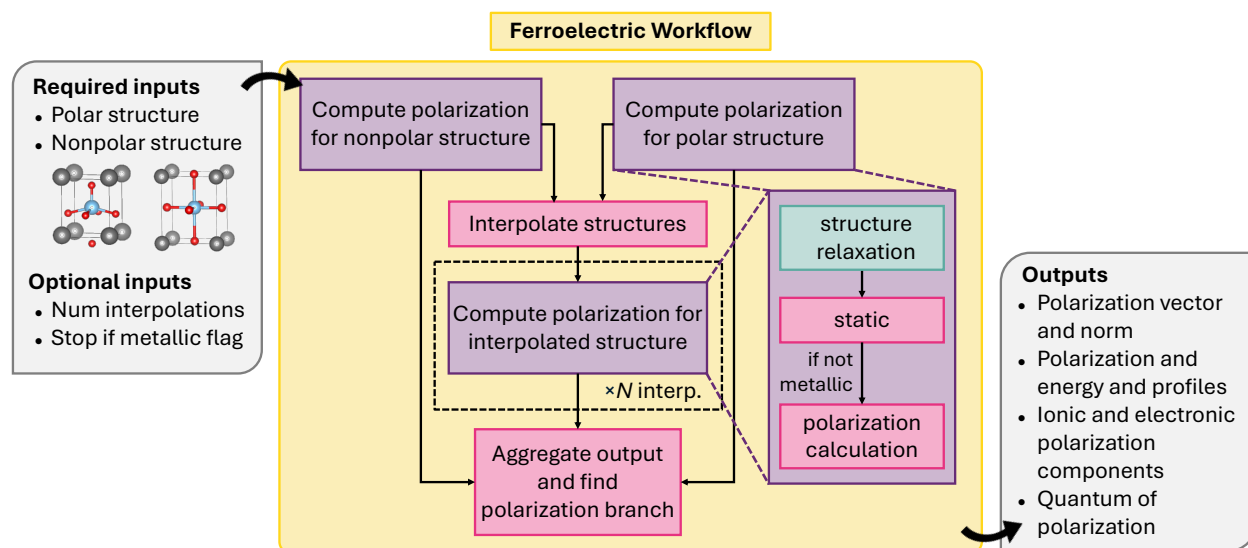 Ferroelectric Workflow
Required inputs
• Polar structure
• Nonpolar structure
Optional inputs
• Num interpolations
• Stop if metallic flag
Compute polarization
for nonpolar structure
Compute polarization
for polar structure
Interpolate structures
Compute polarization for
interpolated structure
×N interp.
Aggregate output
and find
polarization branch
structure
relaxation
static
if not
metallic
polarization
calculation
Outputs
• Polarization vector
and norm
• Polarization and
energy and profiles
• Ionic and electronic
polarization
components
• Quantum of
polarization